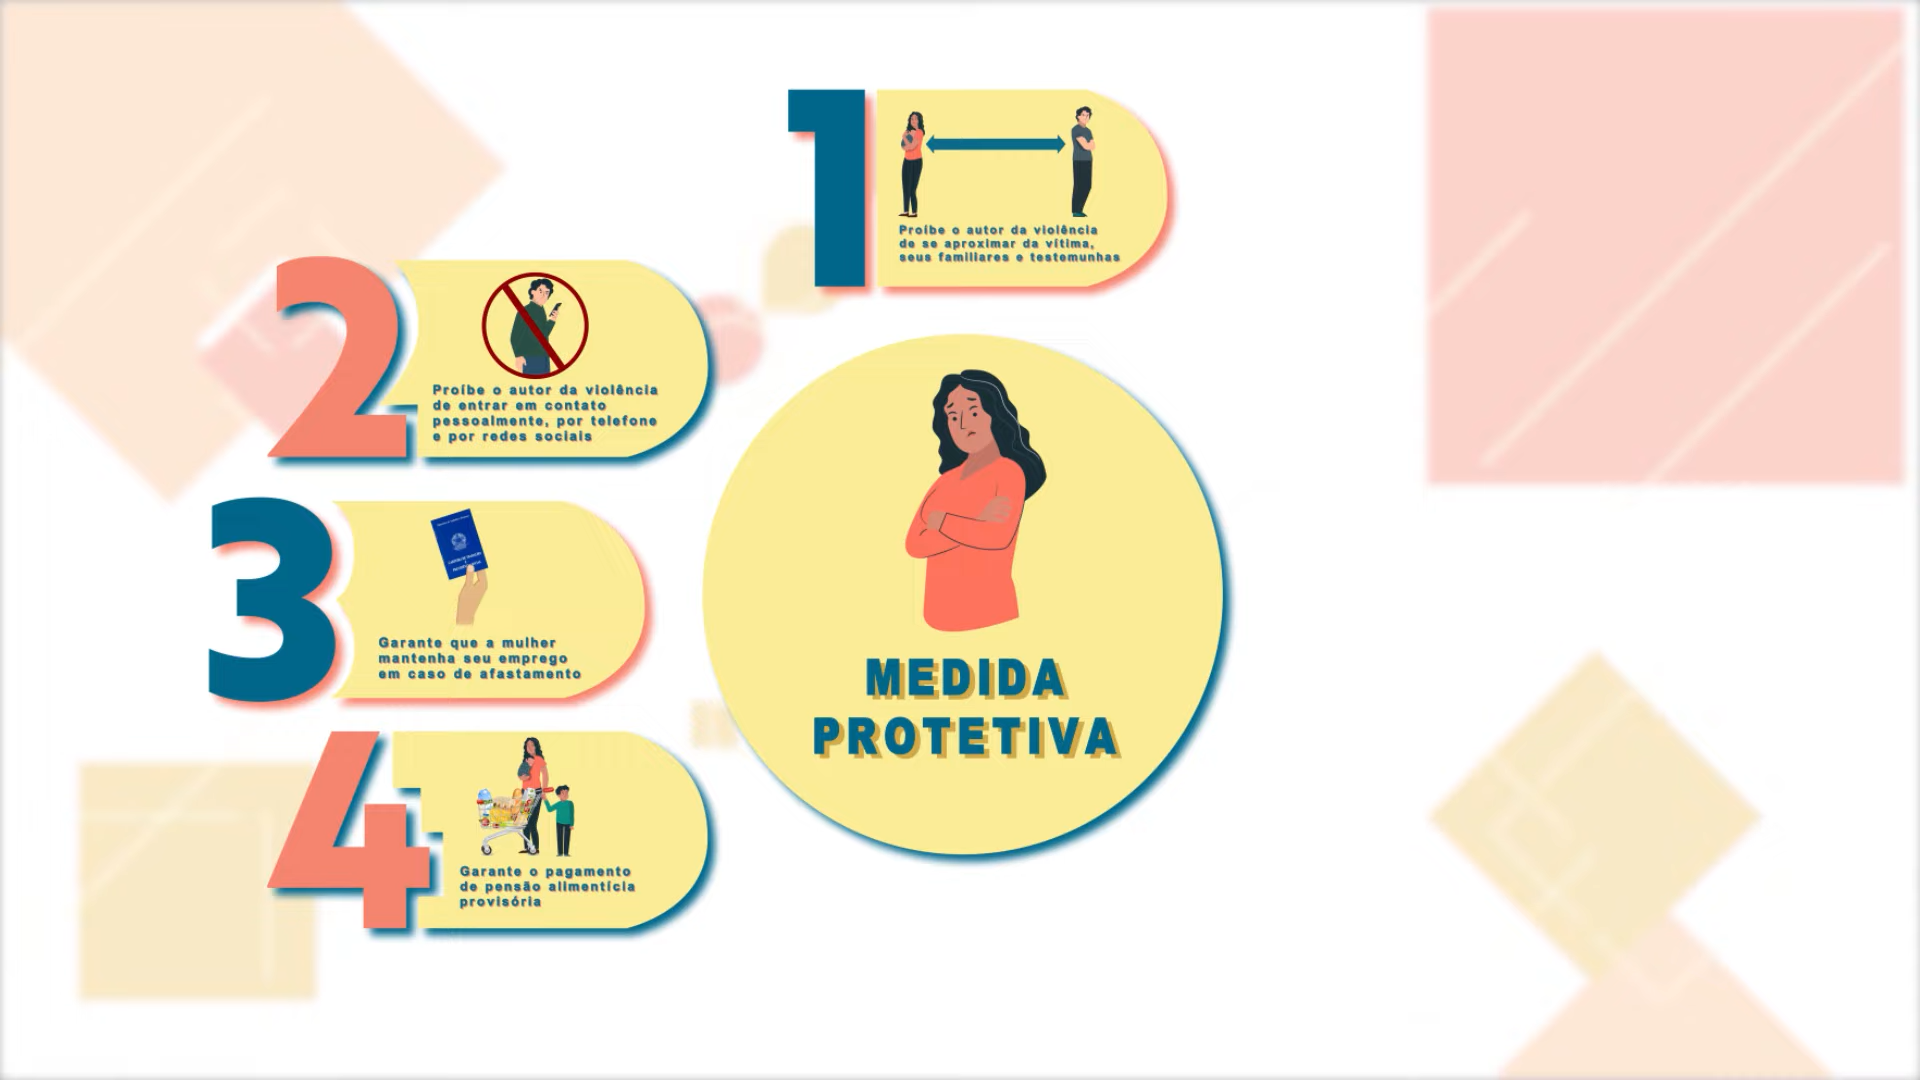 1
Proíbe o autor da violência
de se aproximar da vítima,
seus familiares e testemunhas
2
Proíbe o autor da violência
de entrar em contato
pessoalmente, por telefone
e por redes sociais
3
Garante que a mulher
mantenha seu emprego
em caso de afastamento
4
Garante o pagamento
de pensão alimentícia
provisória
MEDIDA
PROTETIVA